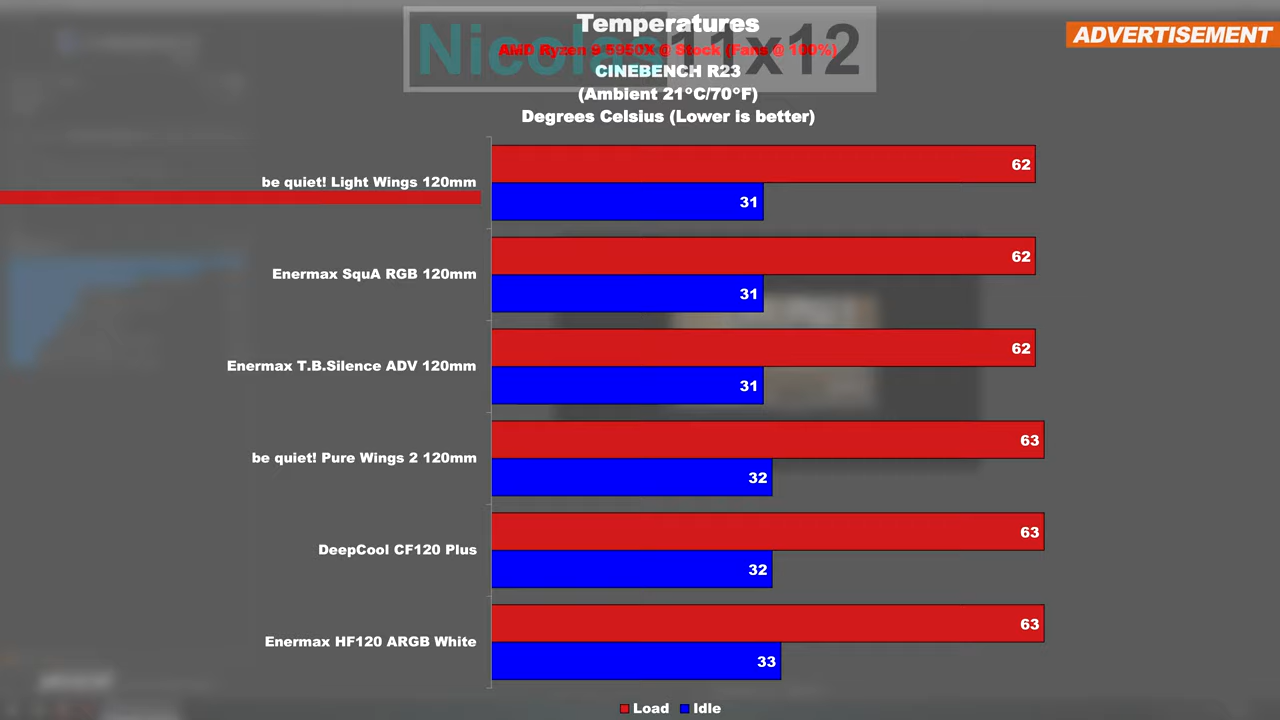 Temperatures
Nicolas11x12
ADVERTISEMENT
AMD Ryzen 9 5950X @ Stock (Fans @ 100%)
CINEBENCH R23
(Ambient 21°C/70°F)
Degrees Celsius (Lower is better)
be quiet! Light Wings 120mm
62
31
Enermax SquA RGB 120mm
62
31
Enermax T.B.Silence ADV 120mm
62
31
be quiet! Pure Wings 2 120mm
63
32
DeepCool CF120 Plus
63
32
Enermax HF120 ARGB White
63
33
Load Idle